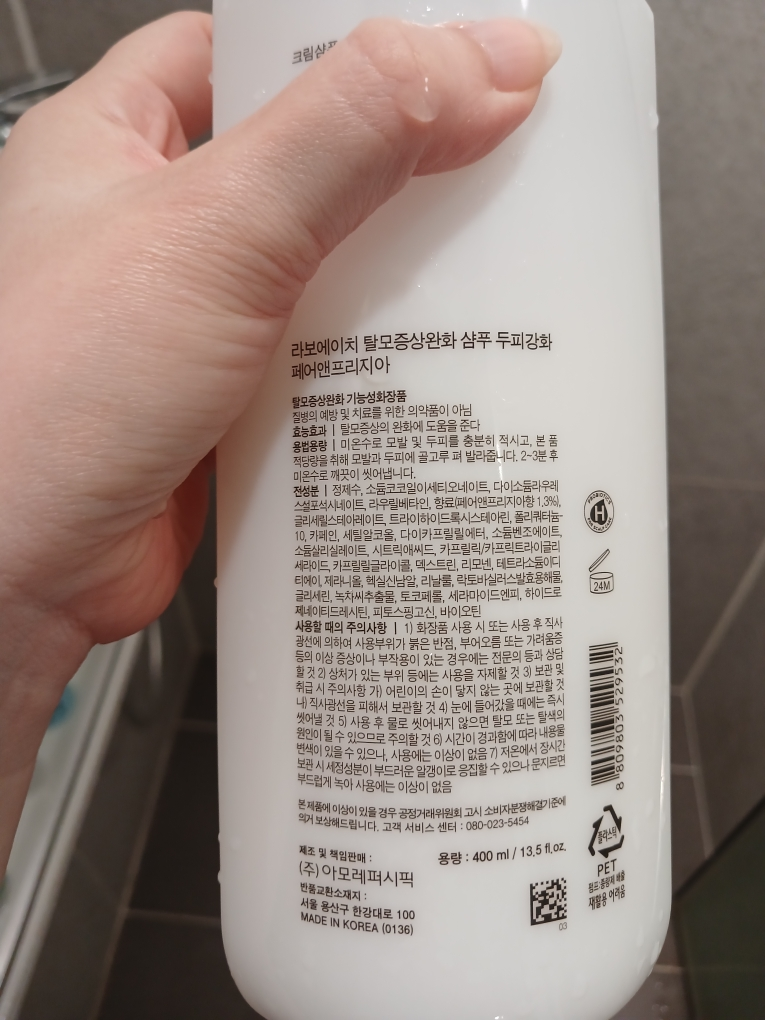 크림샴푸
라보에이치 탈모증상완화 샴푸 두피강화
페어앤프리지아
탈모증상완화 기능성화장품
질병의 예방 및 치료를 위한 의약품이 아님
효능효과 | 탈모증상의 완화에 도움을 준다
용법용량 | 미온수로 모발 및 두피를 충분히 적시고, 본 품
적당량을 취해 모발과 두피에 골고루 펴 발라줍니다. 2~3분 후
미온수로 깨끗이 씻어냅니다.
전성분 | 정제수, 소듐코코일이세티오네이트, 다이소듐라우레
스설포석시네이트, 라우릴베타인, 향료(페어앤프리지아향 1,3%),
글리세릴스테아레이트, 트라이하이드록시스테아린, 폴리쿼터늄-
10, 카페인, 세틸알코올, 다이카프릴릴에터, 소듐벤조에이트,
소듐살리실레이트, 시트릭애씨드, 카프릴릭/카프릭트라이글리
세라이드, 카프릴릴글라이콜, 덱스트린, 리모넨, 테트라소듐이디
티에이, 제라니올, 헥실신남알, 리날룰, 락토바실러스발효용해물,
글리세린, 녹차씨추출물, 토코페롤, 세라마이드엔피, 하이드로
제네이티드레시틴, 피토스핑고신, 바이오틴
사용할 때의 주의사항 | 1) 화장품 사용 시 또는 사용 후 직사
광선에 의하여 사용부위가 붉은 반점, 부어오름 또는 가려움증
등의 이상 증상이나 부작용이 있는 경우에는 전문의 등과 상담
할 것 2) 상처가 있는 부위 등에는 사용을 자제할 것 3) 보관 및
취급 시 주의사항 가) 어린이의 손이 닿지 않는 곳에 보관할 것
나) 직사광선을 피해서 보관할 것 4) 눈에 들어갔을 때에는 즉시
씻어낼 것 5) 사용 후 물로 씻어내지 않으면 탈모 또는 탈색의
원인이 될 수 있으므로 주의할 것 6) 시간이 경과함에 따라 내용물
변색이 있을 수 있으나, 사용에는 이상이 없음 7) 저온에서 장시간
보관 시 세정성분이 부드러운 알갱이로 응집할 수 있으나 문지르면
부드럽게 녹아 사용에는 이상이 없음
본 제품에 이상이 있을 경우 공정거래위원회 고시 소비자분쟁해결기준에
의거 보상해드립니다. 고객 서비스 센터 : 080-023-5454
제조 및 책임판매 :
(주)아모레퍼시픽
반품교환소재지 :
서울 용산구 한강대로 100
MADE IN KOREA (0136)
용량 : 400 ml / 13.5 fl.oz.
03
PROBIOTICS
H
FOR SCALP CARE
24M
8 809803 529532
플라스틱
PET
펌프:종량제 배출
재활용 어려움